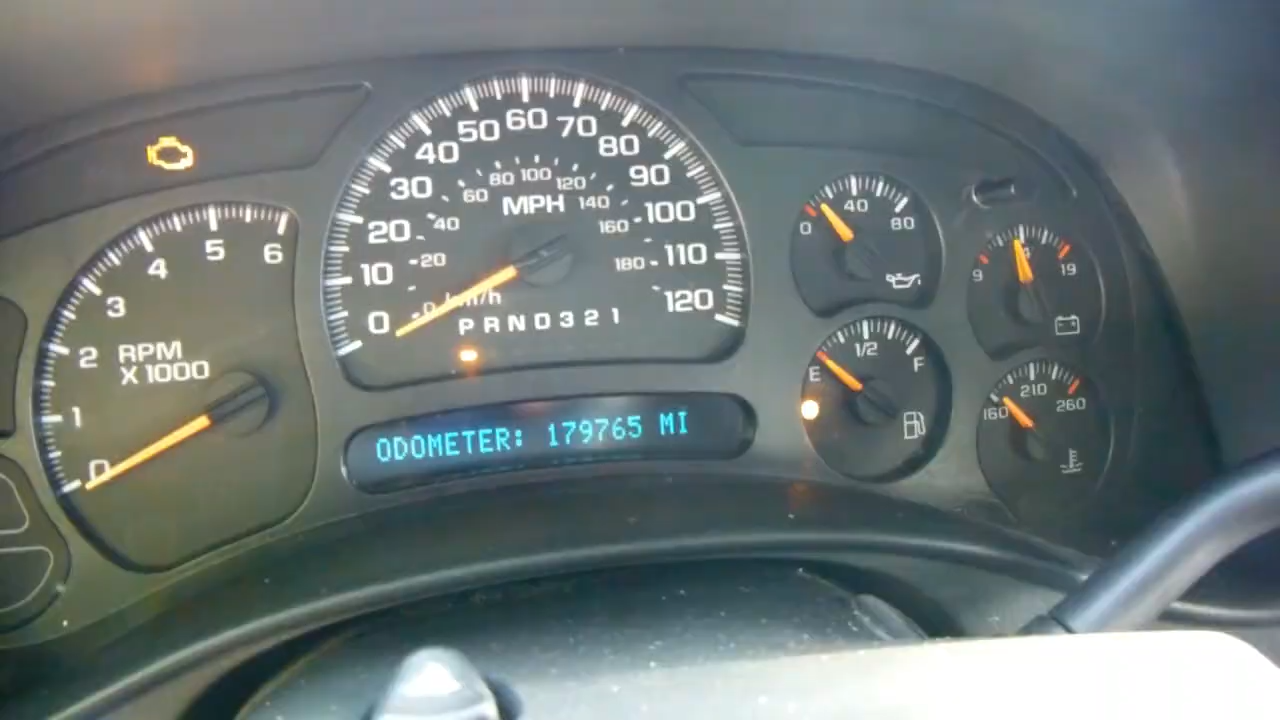 0 1 2 3 4 5 6
RPM
X 1000
0 10 20 30 40 50 60 70 80 90 100 110 120
MPH
0 20 40 60 80 100 120 140 160 180
km/h
PRND321
ODOMETER: 179765 MI
0 40 80
9 19
E 1/2 F
160 210 260